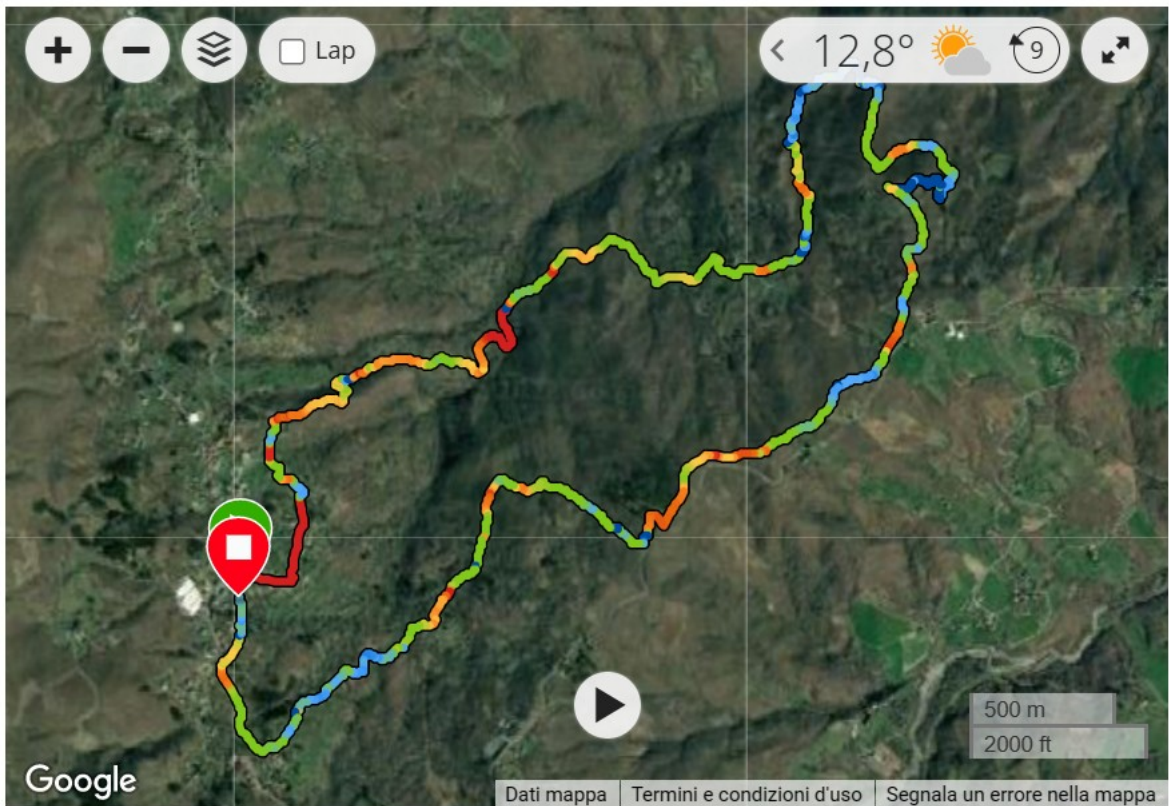 +
−
Lap
12,8°
9
500 m
2000 ft
Google
Dati mappa
Termini e condizioni d'uso
Segnala un errore nella mappa